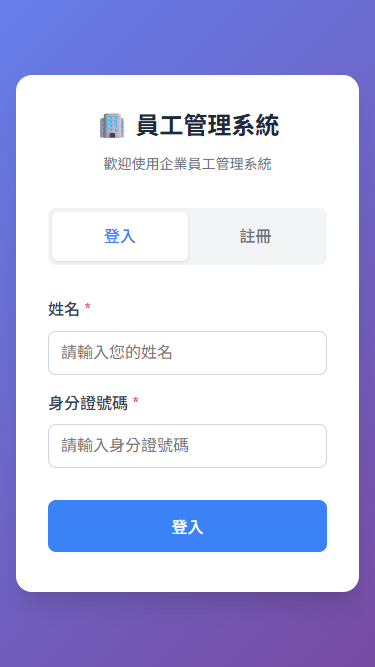 🏢 員工管理系統
歡迎使用企業員工管理系統
登入 註冊
姓名 *
請輸入您的姓名
身分證號碼 *
請輸入身分證號碼
登入